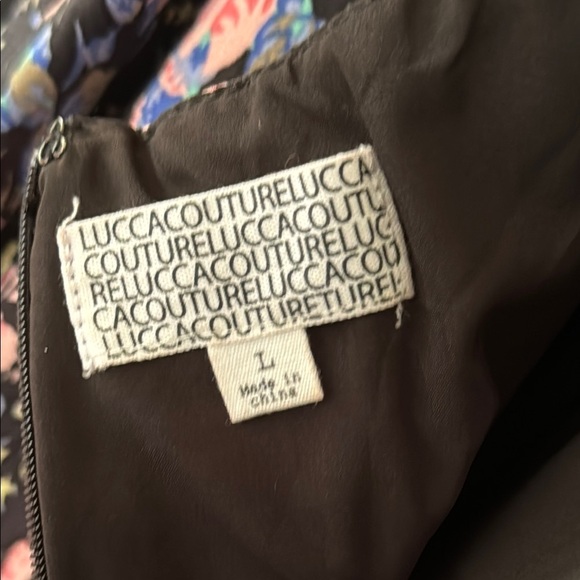 LUCCACOUTURELUCCA
COUTURELUCCACOUTU
RELUCCACOUTURELUC
CACOUTURELUCCACOU
LUCCACOUTURETUREL
L
Made in
china